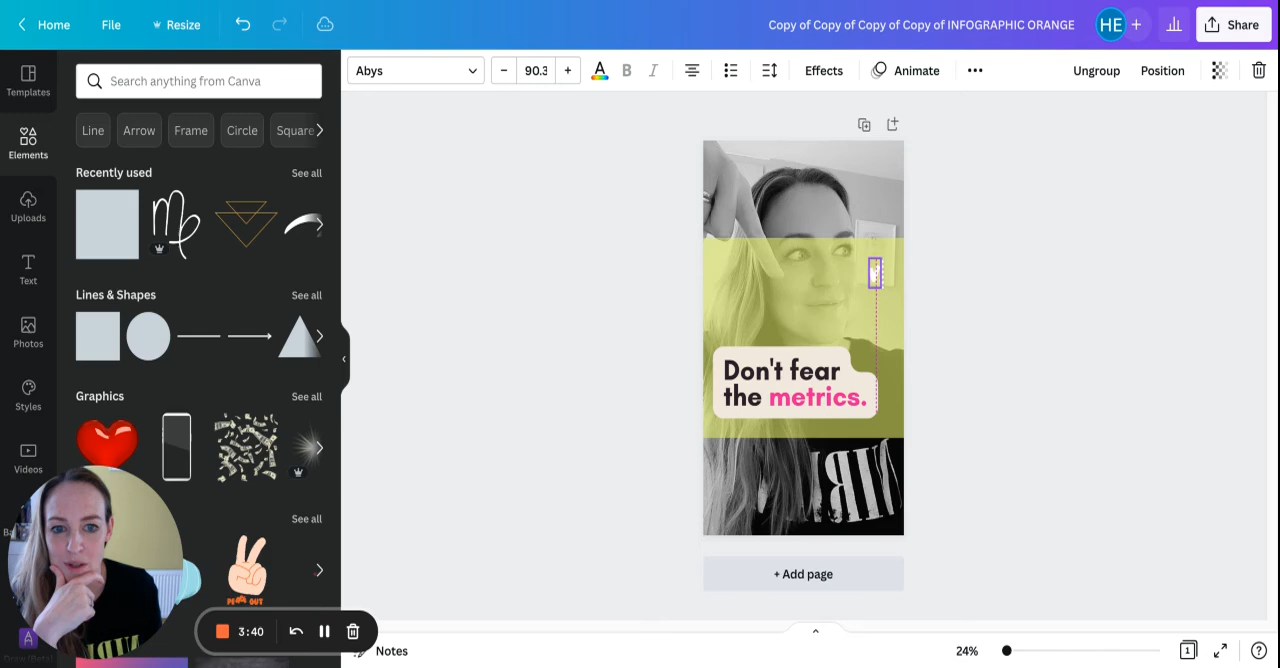 Home
File
Resize
Copy of Copy of Copy of Copy of INFOGRAPHIC ORANGE
HE
+
Share
Templates
Elements
Uploads
Text
Photos
Styles
Videos
Search anything from Canva
Line
Arrow
Frame
Circle
Square
Recently used
See all
Lines & Shapes
See all
Graphics
See all
See all
PEACE OUT
3:40
Abys
− 90.3 +
A
B
I
Effects
Animate
Ungroup
Position
Don't fear
the metrics.
+ Add page
Notes
24%
1
?